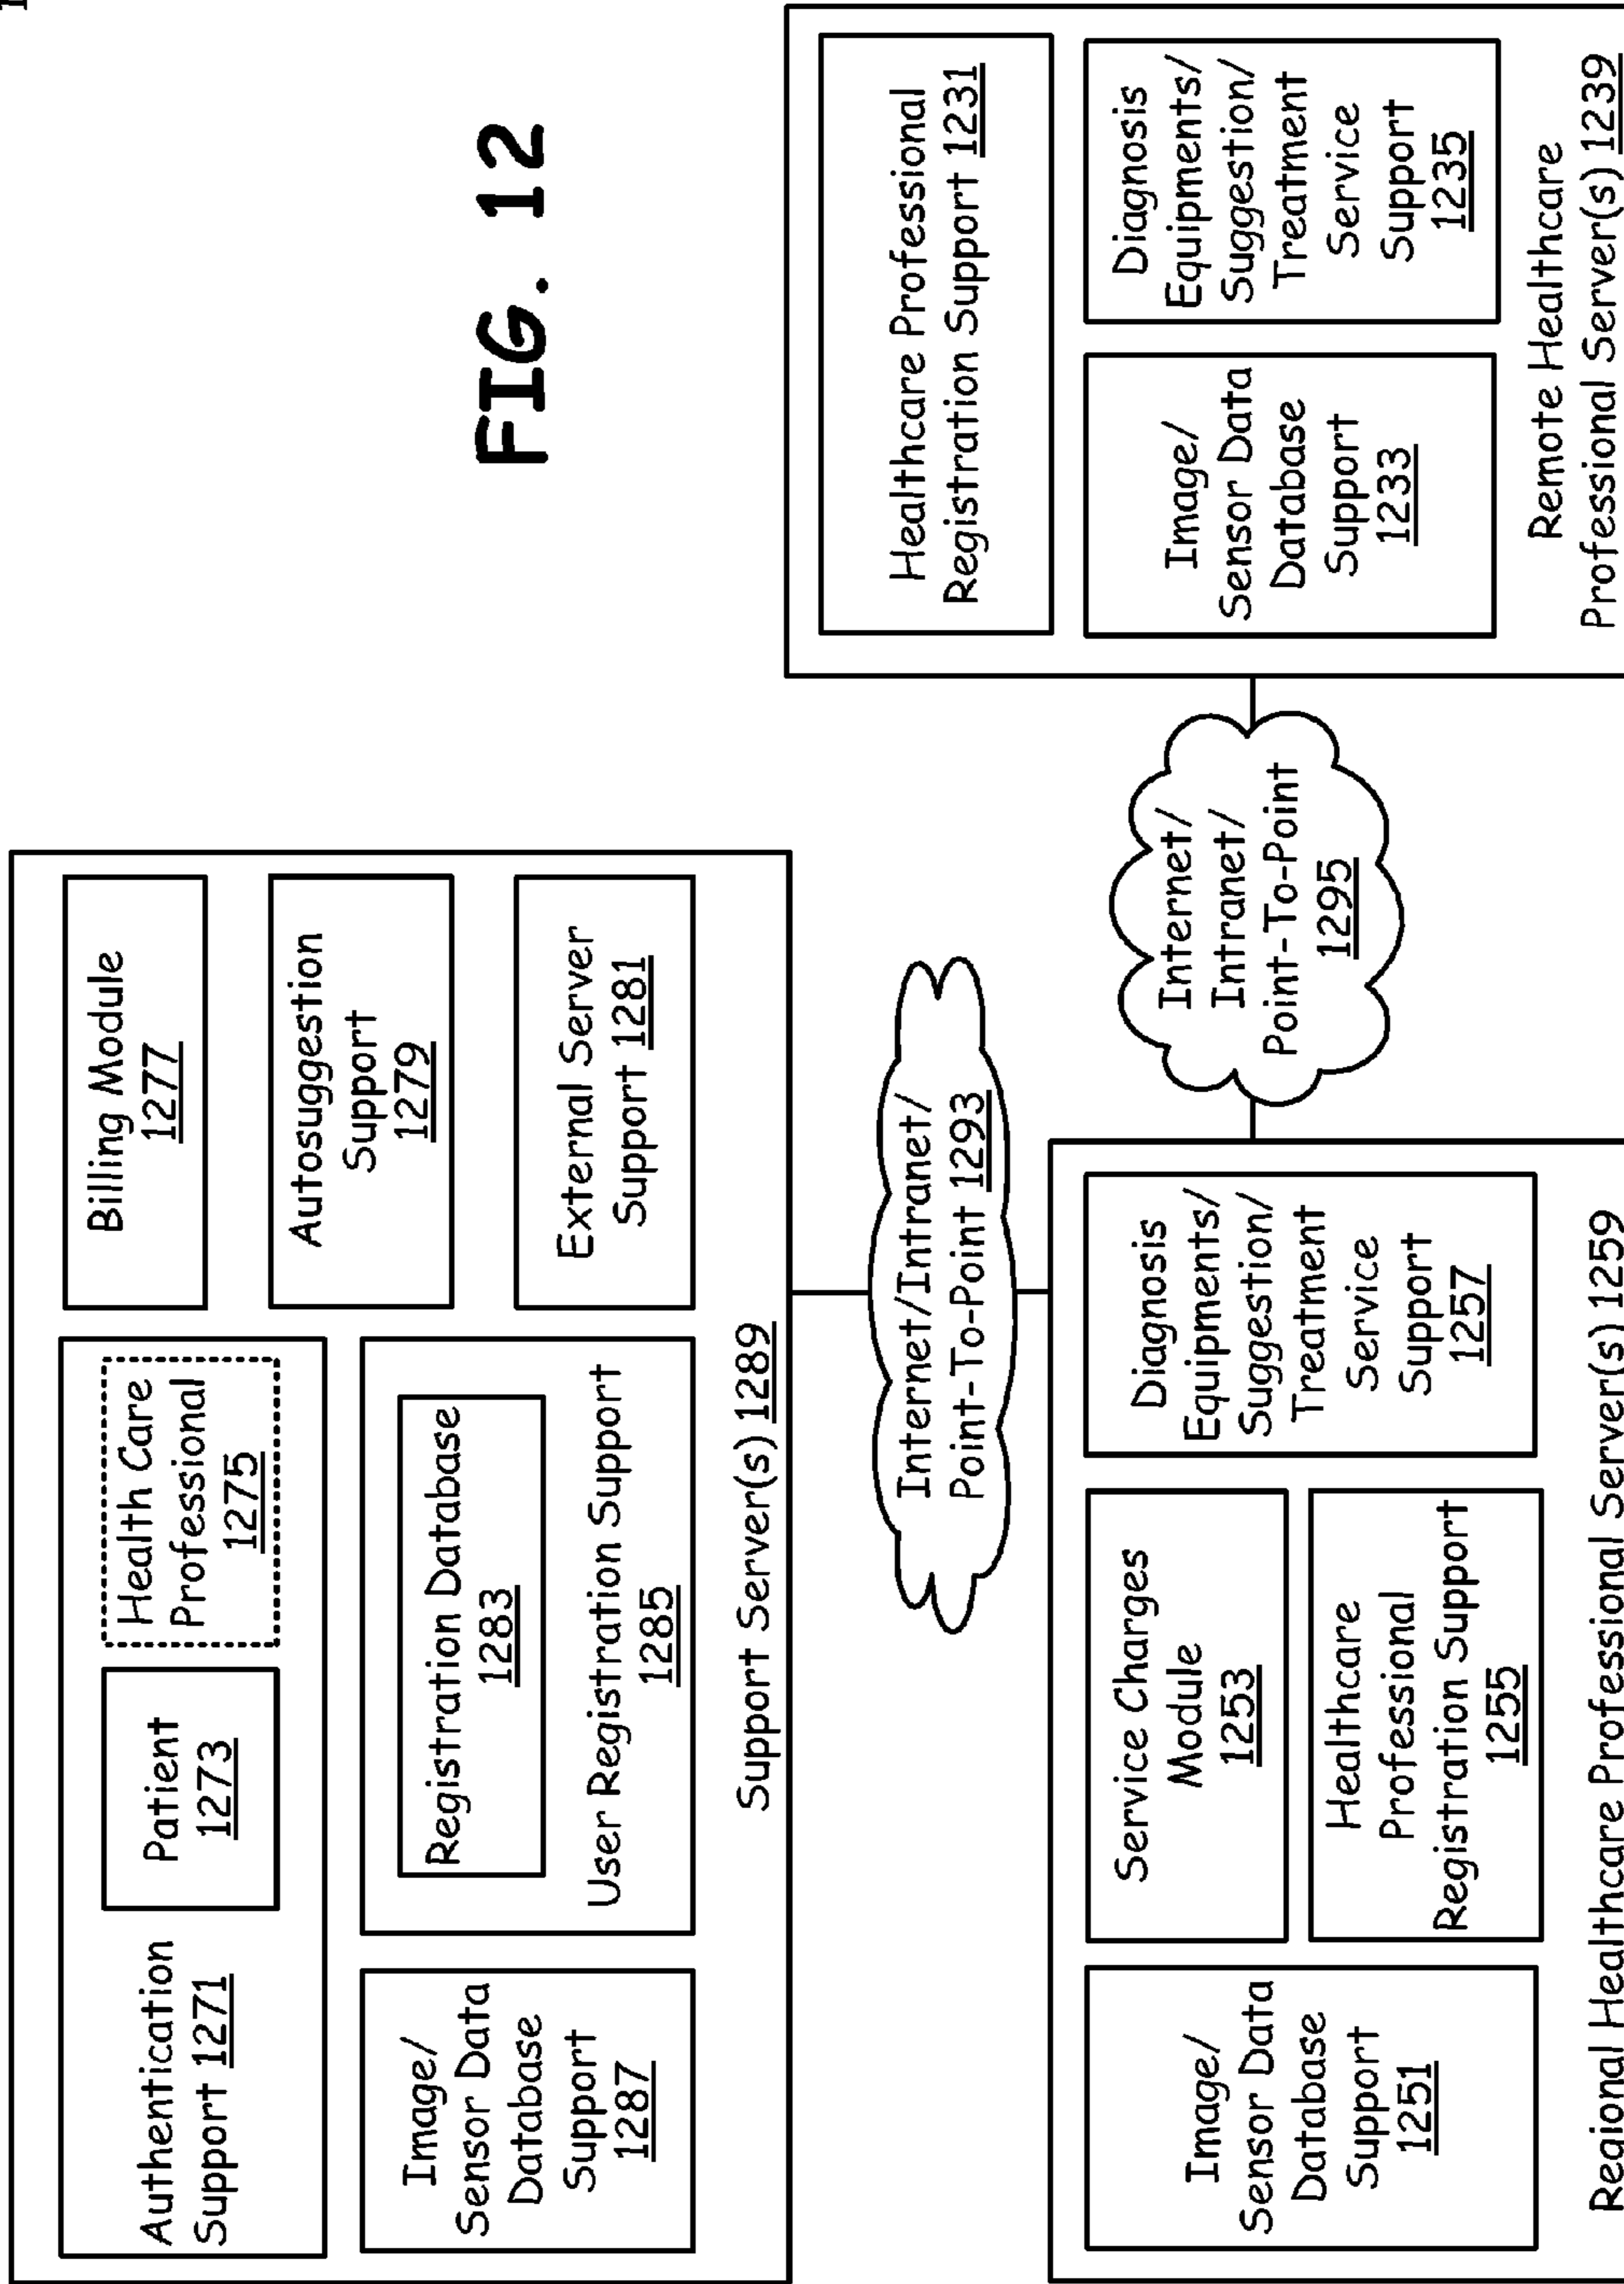 Authentication
Support 1271
Patient
1273
Health Care
Professional
1275
Billing Module
1277
Autosuggestion
Support
1279
External Server
Support 1281
Image/
Sensor Data
Database
Support
1287
Registration Database
1283
User Registration Support
1285
Support Server(s) 1289
FIG. 12
Internet/Intranet/
Point-To-Point 1293
Image/
Sensor Data
Database
Support
1251
Service Charges
Module
1253
Healthcare
Professional
Registration Support
1255
Diagnosis
Equipments/
Suggestion/
Treatment
Service
Support
1257
Regional Healthcare Professional Server(s) 1259
Internet/
Intranet/
Point-To-Point
1295
Healthcare Professional
Registration Support 1231
Image/
Sensor Data
Database
Support
1233
Diagnosis
Equipments/
Suggestion/
Treatment
Service
Support
1235
Remote Healthcare
Professional Server(s) 1239